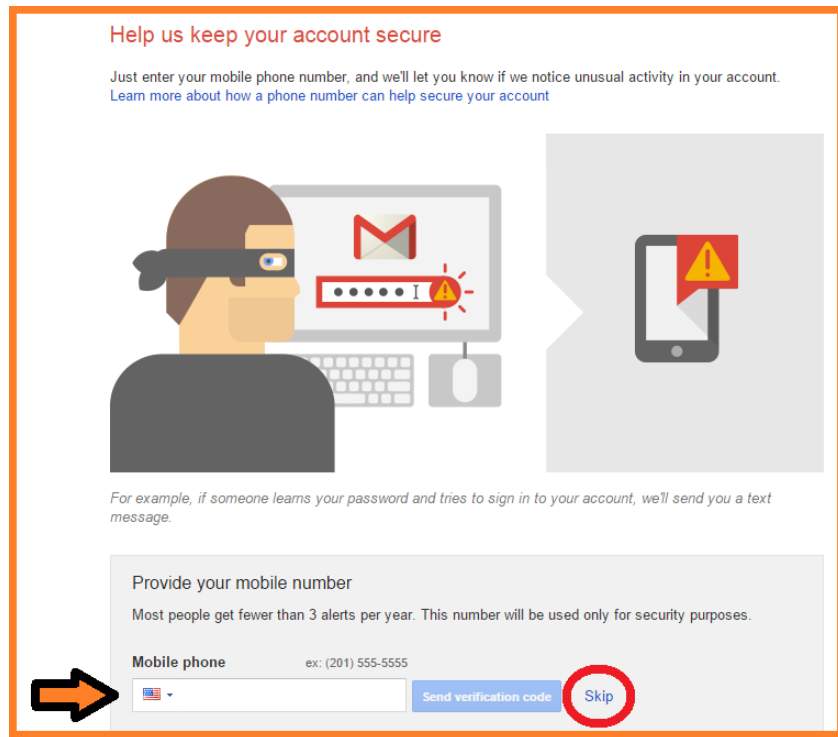 Help us keep your account secure
Just enter your mobile phone number, and we'll let you know if we notice unusual activity in your account.
Learn more about how a phone number can help secure your account
For example, if someone learns your password and tries to sign in to your account, we'll send you a text
message.
Provide your mobile number
Most people get fewer than 3 alerts per year. This number will be used only for security purposes.
Mobile phone ex: (201) 555-5555
Send verification code Skip